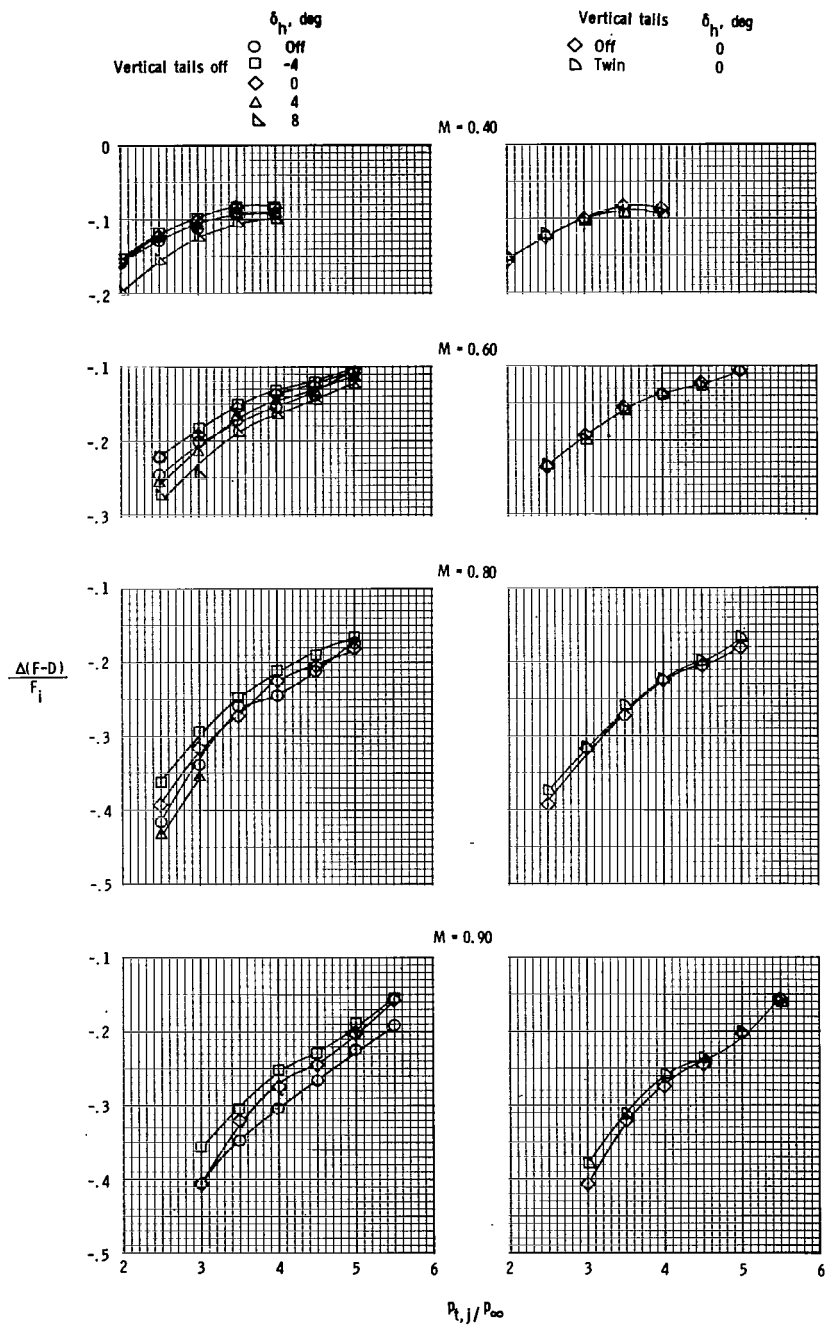 δh, deg
Off
-4
0
4
8
Vertical tails off
Vertical tails δh, deg
Off 0
Twin 0
M = 0.40
0
-.1
-.2
M = 0.60
-.1
-.2
-.3
M = 0.80
-.1
-.2
-.3
-.4
-.5
Δ(F-D)
Fi
M = 0.90
-.1
-.2
-.3
-.4
-.5
2 3 4 5 6
2 3 4 5 6
pt,j/p∞